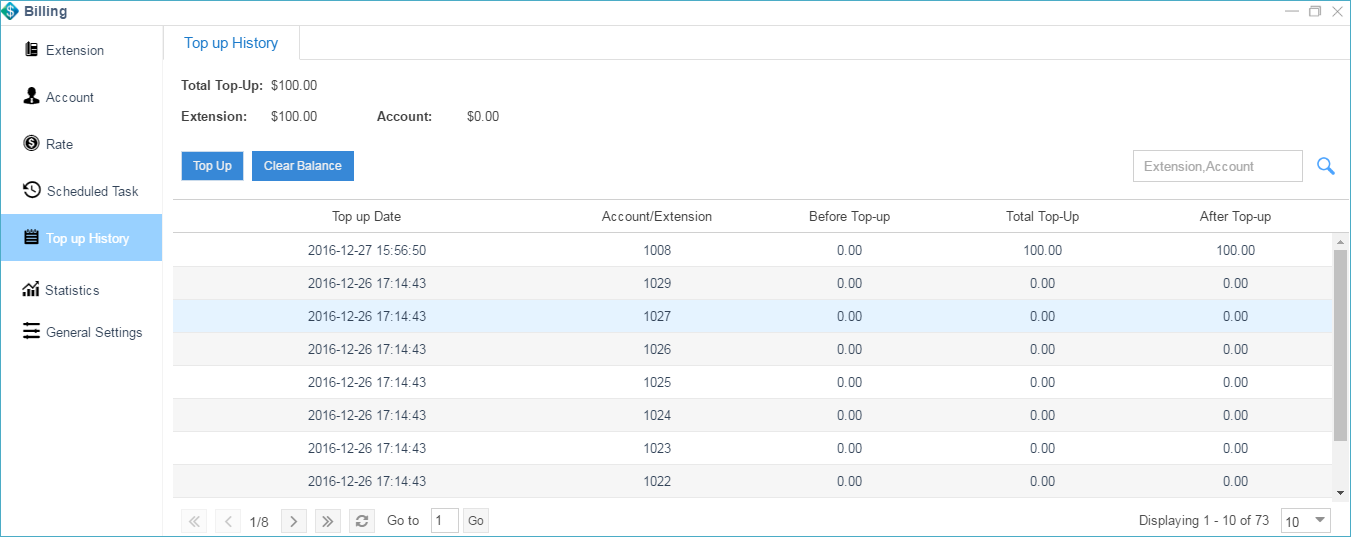 Billing
Extension
Account
Rate
Scheduled Task
Top up History
Statistics
General Settings
Top up History
Total Top-Up: $100.00
Extension: $100.00 Account: $0.00
Top Up Clear Balance Extension,Account
Top up Date Account/Extension Before Top-up Total Top-Up After Top-up
2016-12-27 15:56:50 1008 0.00 100.00 100.00
2016-12-26 17:14:43 1029 0.00 0.00 0.00
2016-12-26 17:14:43 1027 0.00 0.00 0.00
2016-12-26 17:14:43 1026 0.00 0.00 0.00
2016-12-26 17:14:43 1025 0.00 0.00 0.00
2016-12-26 17:14:43 1024 0.00 0.00 0.00
2016-12-26 17:14:43 1023 0.00 0.00 0.00
2016-12-26 17:14:43 1022 0.00 0.00 0.00
1/8 Go to 1 Go Displaying 1 - 10 of 73 10